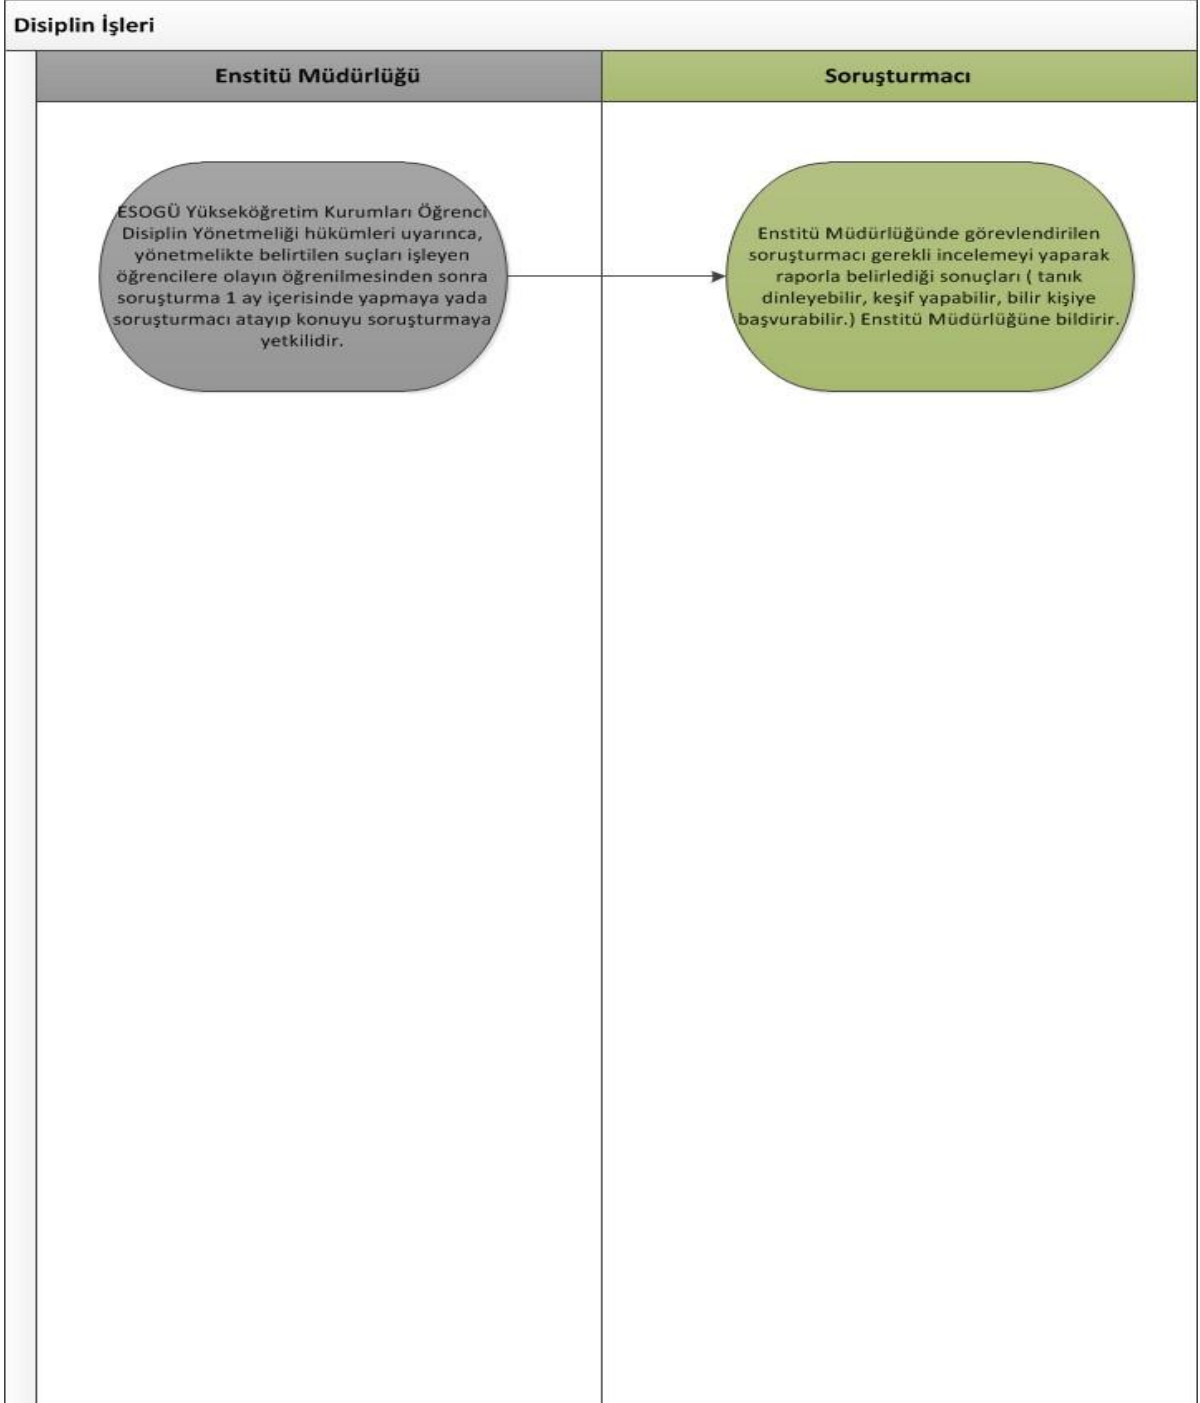 Disiplin İşleri
Enstitü Müdürlüğü
Soruşturmacı
ESOGÜ Yükseköğretim Kurumları Öğrenci
Disiplin Yönetmeliği hükümleri uyarınca,
yönetmelikte belirtilen suçları işleyen
öğrencilere olayın öğrenilmesinden sonra
soruşturma 1 ay içerisinde yapmaya yada
soruşturmacı atayıp konuyu soruşturmaya
yetkilidir.
Enstitü Müdürlüğünde görevlendirilen
soruşturmacı gerekli incelemeyi yaparak
raporla belirlediği sonuçları ( tanık
dinleyebilir, keşif yapabilir, bilir kişiye
başvurabilir.) Enstitü Müdürlüğüne bildirir.